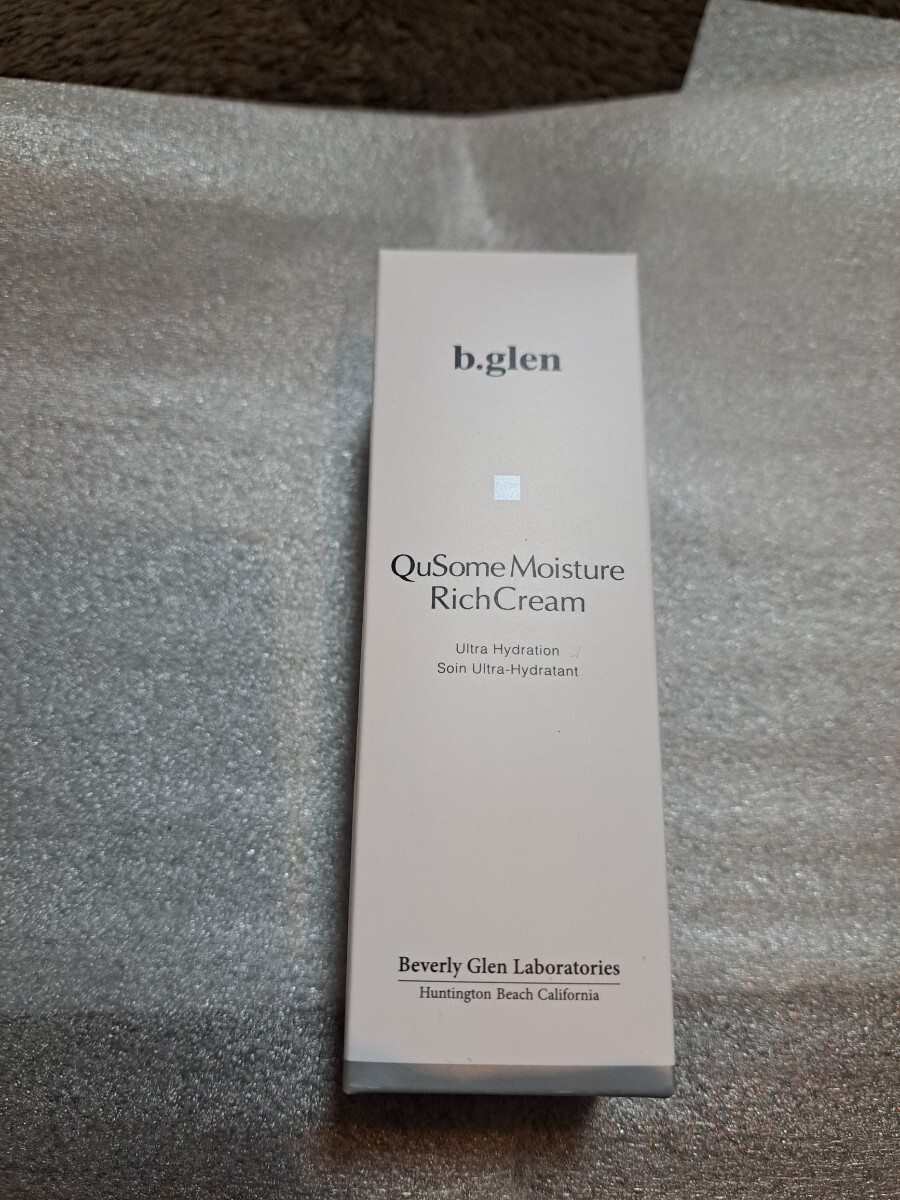 b.glen
QuSome Moisture
RichCream
Ultra Hydration
Soin Ultra-Hydratant
Beverly Glen Laboratories
Huntington Beach California